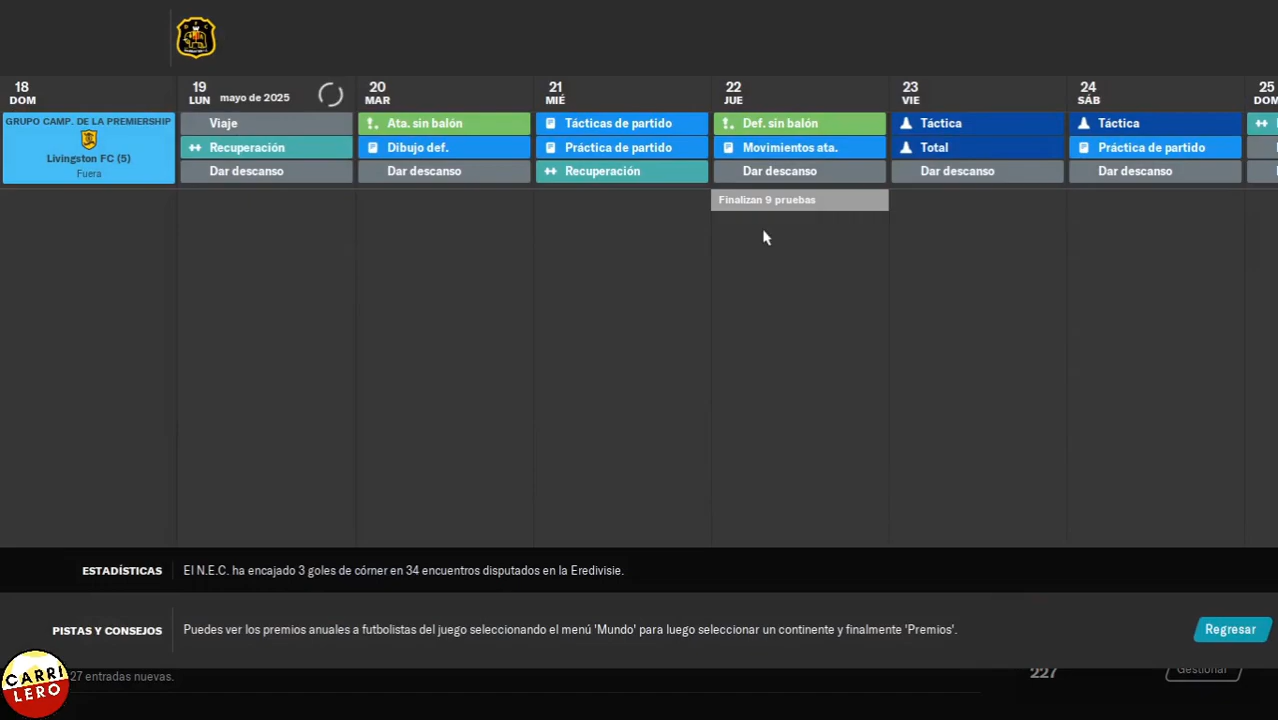 18
DOM
19
LUN mayo de 2025
20
MAR
21
MIÉ
22
JUE
23
VIE
24
SÁB
25
DOM
GRUPO CAMP. DE LA PREMIERSHIP
Livingston FC (5)
Fuera
Viaje
Recuperación
Dar descanso
Ata. sin balón
Dibujo def.
Dar descanso
Tácticas de partido
Práctica de partido
Recuperación
Def. sin balón
Movimientos ata.
Dar descanso
Finalizan 9 pruebas
Táctica
Total
Dar descanso
Táctica
Práctica de partido
Dar descanso
ESTADÍSTICAS
El N.E.C. ha encajado 3 goles de córner en 34 encuentros disputados en la Eredivisie.
PISTAS Y CONSEJOS
Puedes ver los premios anuales a futbolistas del juego seleccionando el menú 'Mundo' para luego seleccionar un continente y finalmente 'Premios'.
Regresar
27 entradas nuevas.
227
Gestionar
CARRI
LERO